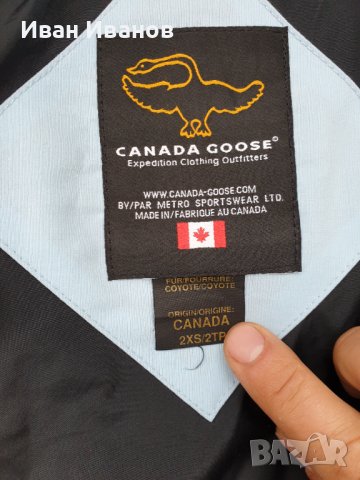 Иван Иванов
CANADA GOOSE©
Expedition Clothing Outfitters
WWW.CANADA-GOOSE.COM
BY/PAR METRO SPORTSWEAR LTD.
MADE IN/FABRIQUE AU CANADA
FUR/FOURRURE:
COYOTE/COYOTE
ORIGIN/ORIGINE:
CANADA
2XS/2TP
BAZAR
bg